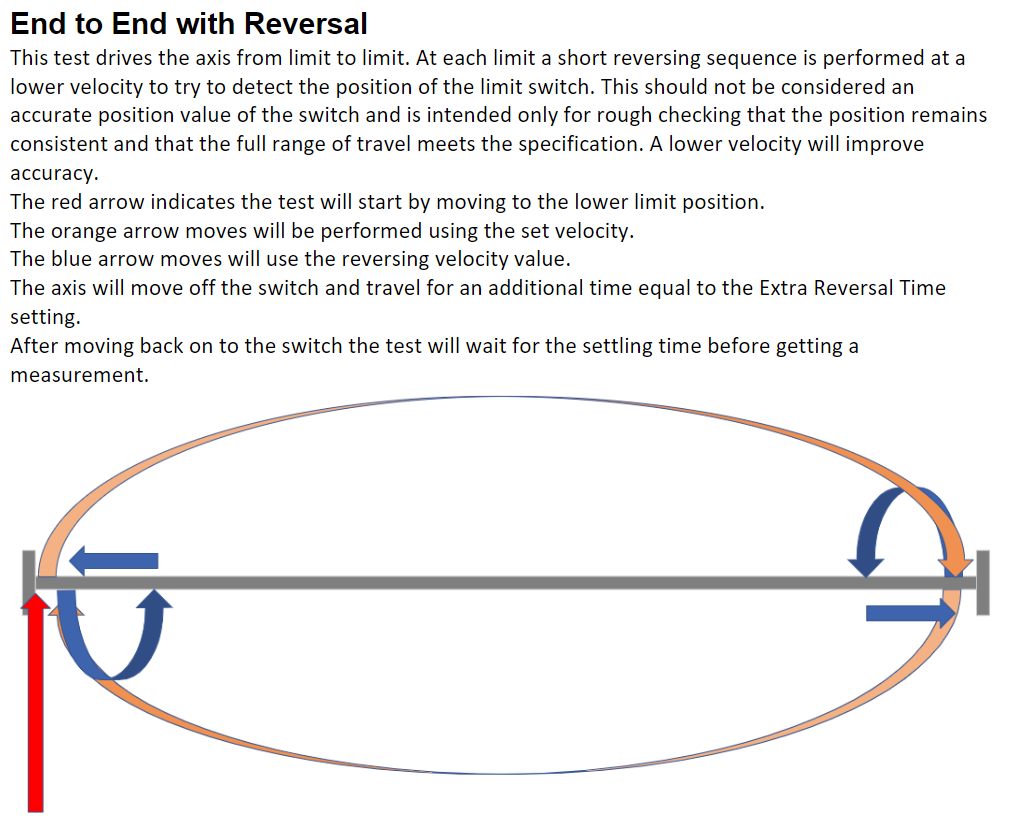 End to End with Reversal
This test drives the axis from limit to limit. At each limit a short reversing sequence is performed at a
lower velocity to try to detect the position of the limit switch. This should not be considered an
accurate position value of the switch and is intended only for rough checking that the position remains
consistent and that the full range of travel meets the specification. A lower velocity will improve
accuracy.
The red arrow indicates the test will start by moving to the lower limit position.
The orange arrow moves will be performed using the set velocity.
The blue arrow moves will use the reversing velocity value.
The axis will move off the switch and travel for an additional time equal to the Extra Reversal Time
setting.
After moving back on to the switch the test will wait for the settling time before getting a
measurement.